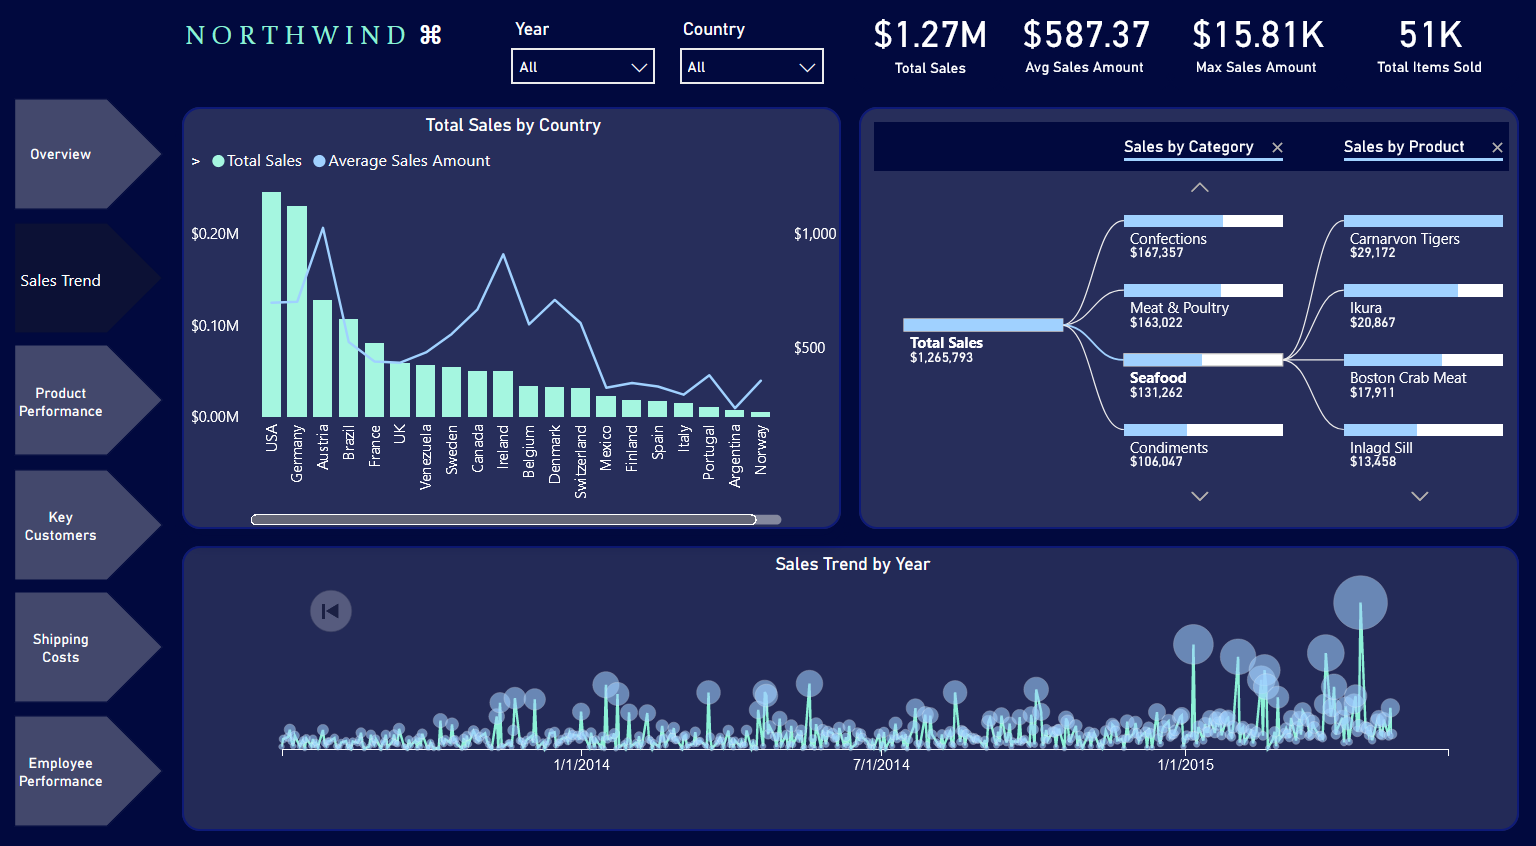 NORTHWIND ⌘
Year
All
Country
All
$1.27M
Total Sales
$587.37
Avg Sales Amount
$15.81K
Max Sales Amount
51K
Total Items Sold
Overview
Sales Trend
Product
Performance
Key
Customers
Shipping
Costs
Employee
Performance
Total Sales by Country
> Total Sales Average Sales Amount
$0.20M
$0.10M
$0.00M
$1,000
$500
USA
Germany
Austria
Brazil
France
UK
Venezuela
Sweden
Canada
Ireland
Belgium
Denmark
Switzerland
Mexico
Finland
Spain
Italy
Portugal
Argentina
Norway
Sales by Category
Sales by Product
Total Sales
$1,265,793
Confections
$167,357
Meat & Poultry
$163,022
Seafood
$131,262
Condiments
$106,047
Carnarvon Tigers
$29,172
Ikura
$20,867
Boston Crab Meat
$17,911
Inlagd Sill
$13,458
Sales Trend by Year
1/1/2014
7/1/2014
1/1/2015